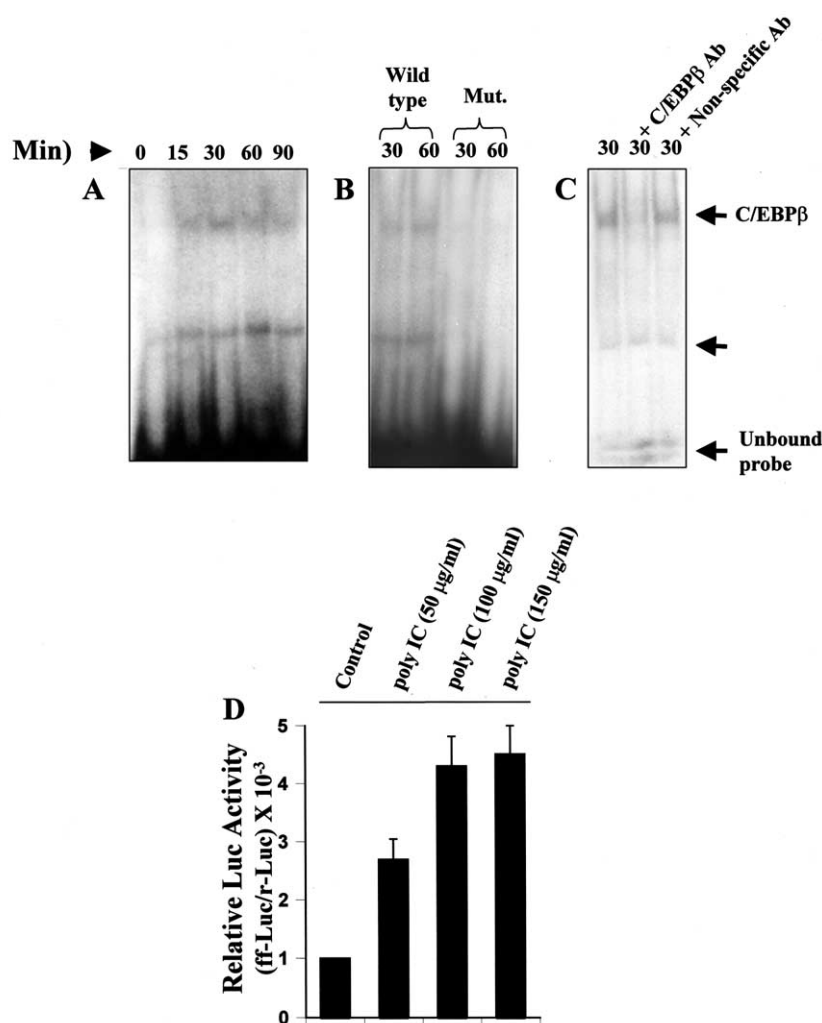 Wild
type
Mut.
30 30+ C/EBPβ Ab
30+ Non-specific Ab
Min) 0 15 30 60 90
30 60 30 60
A
B
C
C/EBPβ
Unbound
probe
Control
poly IC (50 μg/ml)
poly IC (100 μg/ml)
poly IC (150 μg/ml)
D
Relative Luc Activity
(ff-Luc/r-Luc) X 10-3
5
4
3
2
1
0